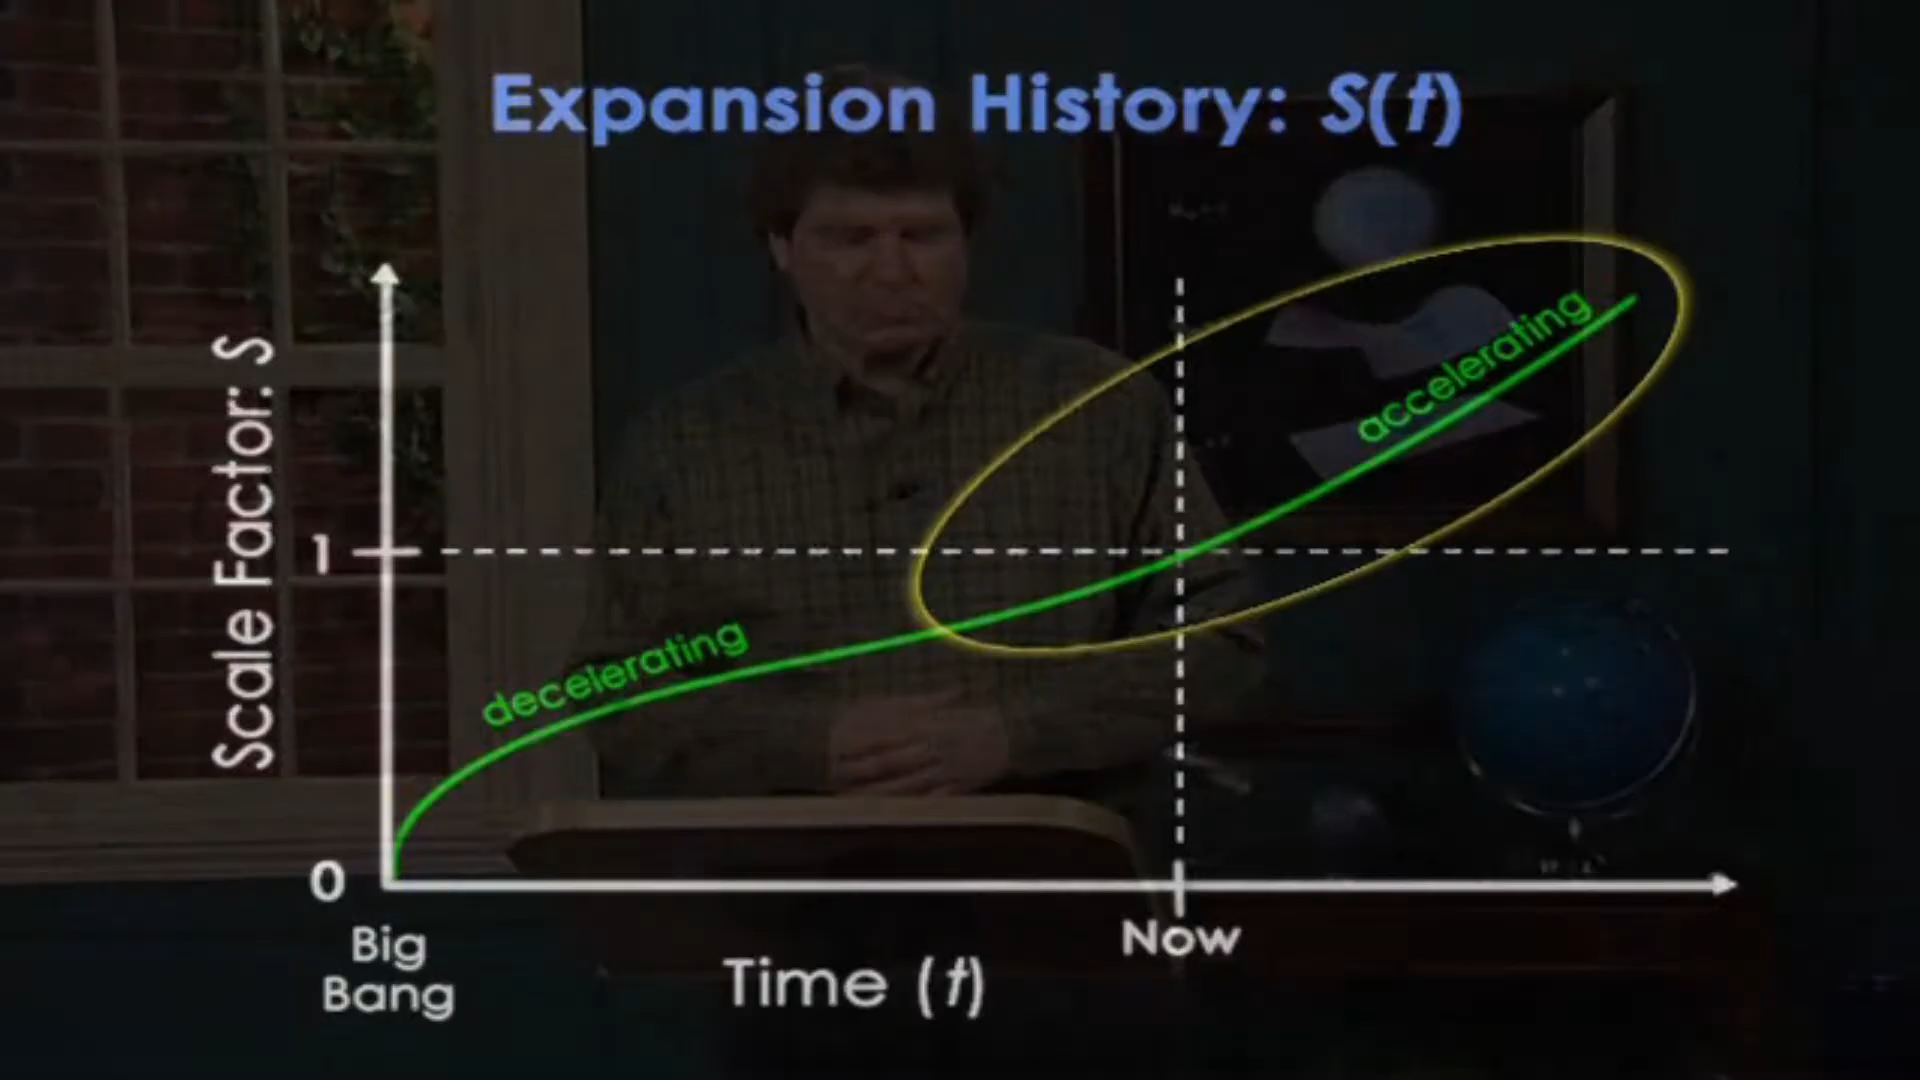 Expansion History: S(t)
Scale Factor: S
accelerating
1
decelerating
0
Big
Bang
Now
Time (t)